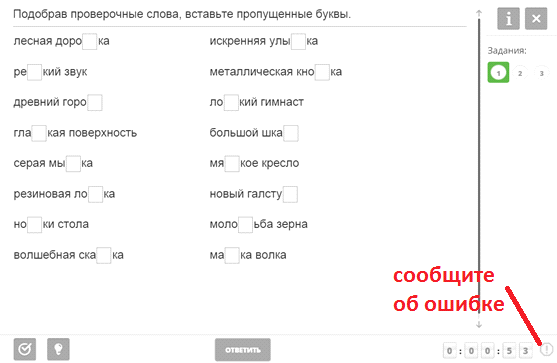 Подобрав проверочные слова, вставьте пропущенные буквы.
i ×
Задания:
1 2 3
лесная доро ка искренняя улы ка
ре кий звук металлическая кно ка
древний горо ло кий гимнаст
гла кая поверхность большой шка
серая мы ка мя кое кресло
резиновая ло ка новый галсту
но ки стола моло ьба зерна
волшебная ска ка ма ка волка
сообщите
об ошибке
ОТВЕТИТЬ
0 : 0 0 : 5 3 !